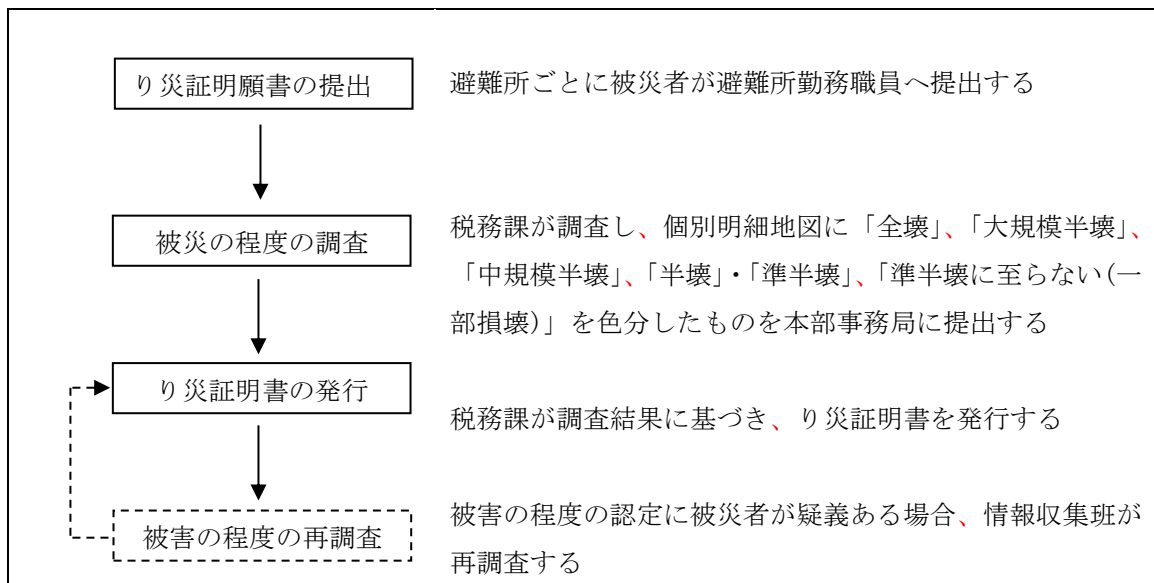 り災証明願書の提出
避難所ごとに被災者が避難所勤務職員へ提出する
被災の程度の調査
税務課が調査し、個別明細地図に「全壊」、「大規模半壊」、
「中規模半壊」、「半壊」・「準半壊」、「準半壊に至らない(一
部損壊)」を色分したものを本部事務局に提出する
り災証明書の発行
税務課が調査結果に基づき、り災証明書を発行する
被害の程度の再調査
被害の程度の認定に被災者が疑義ある場合、情報収集班が
再調査する